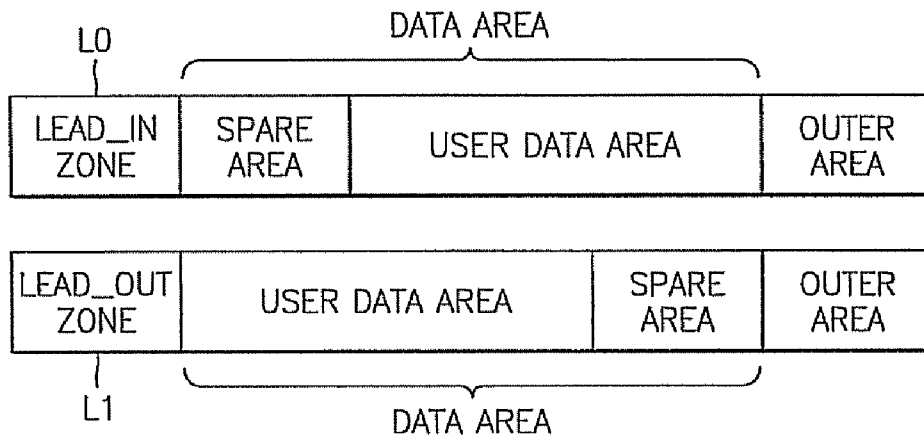 DATA AREA
L0
LEAD_IN
ZONE
SPARE
AREA
USER DATA AREA
OUTER
AREA
LEAD_OUT
ZONE
USER DATA AREA
SPARE
AREA
OUTER
AREA
L1
DATA AREA